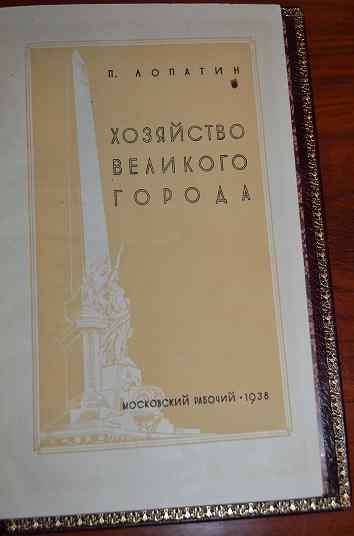 П. ЛОПАТИН
ХОЗЯЙСТВО
ВЕЛИКОГО
ГОРОДА
МОСКОВСКИЙ РАБОЧИЙ • 1938